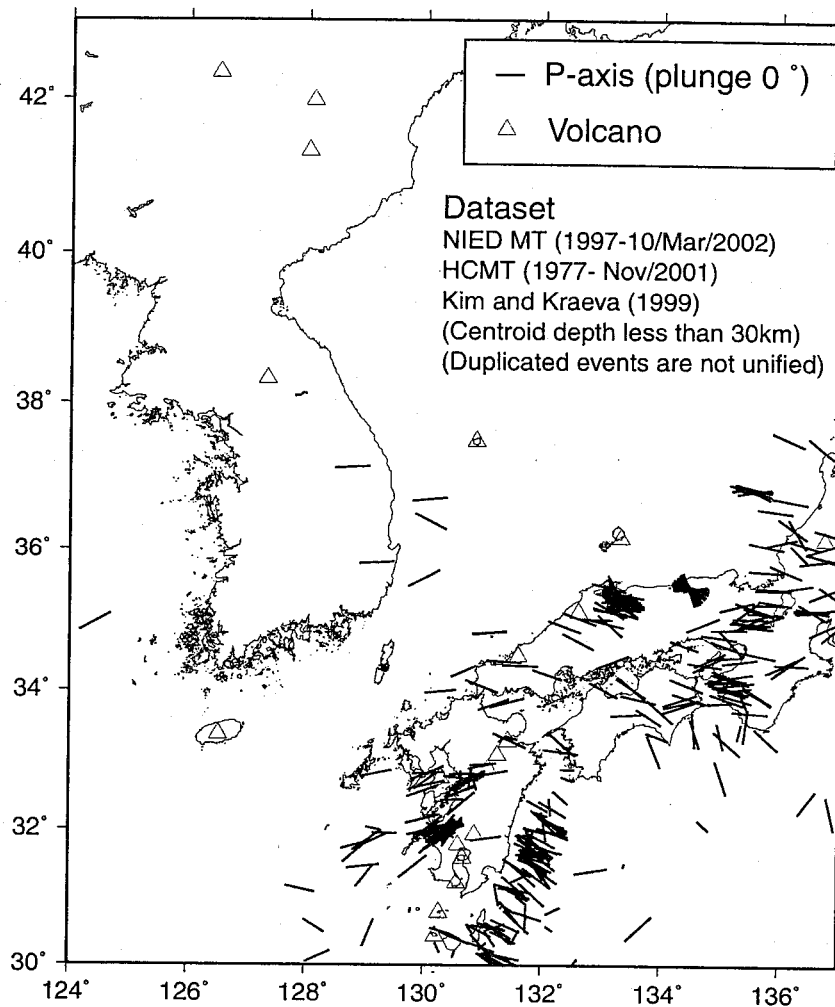 P-axis (plunge 0 °)
Volcano
Dataset
NIED MT (1997-10/Mar/2002)
HCMT (1977- Nov/2001)
Kim and Kraeva (1999)
(Centroid depth less than 30km)
(Duplicated events are not unified)
42°
40°
38°
36°
34°
32°
30°
124° 126° 128° 130° 132° 134° 136°